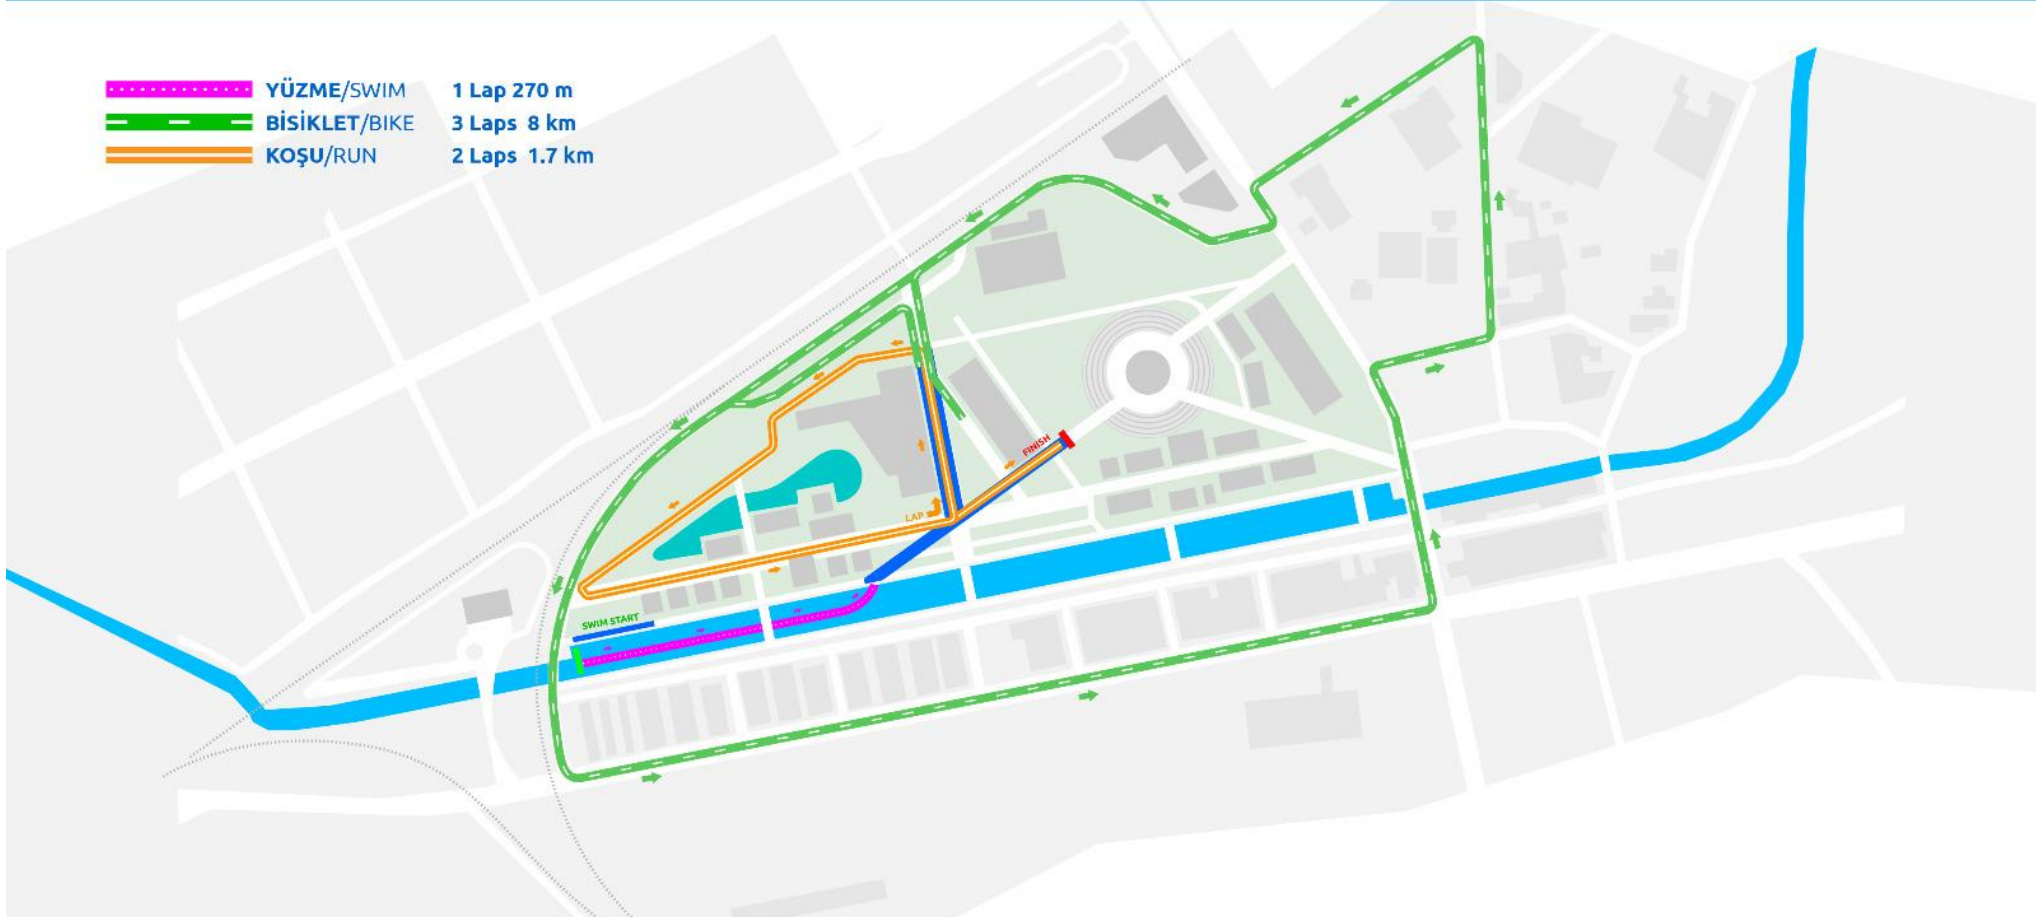 YÜZME/SWIM 1 Lap 270 m
BİSİKLET/BIKE 3 Laps 8 km
KOŞU/RUN 2 Laps 1.7 km
FINISH
LAP
SWIM START